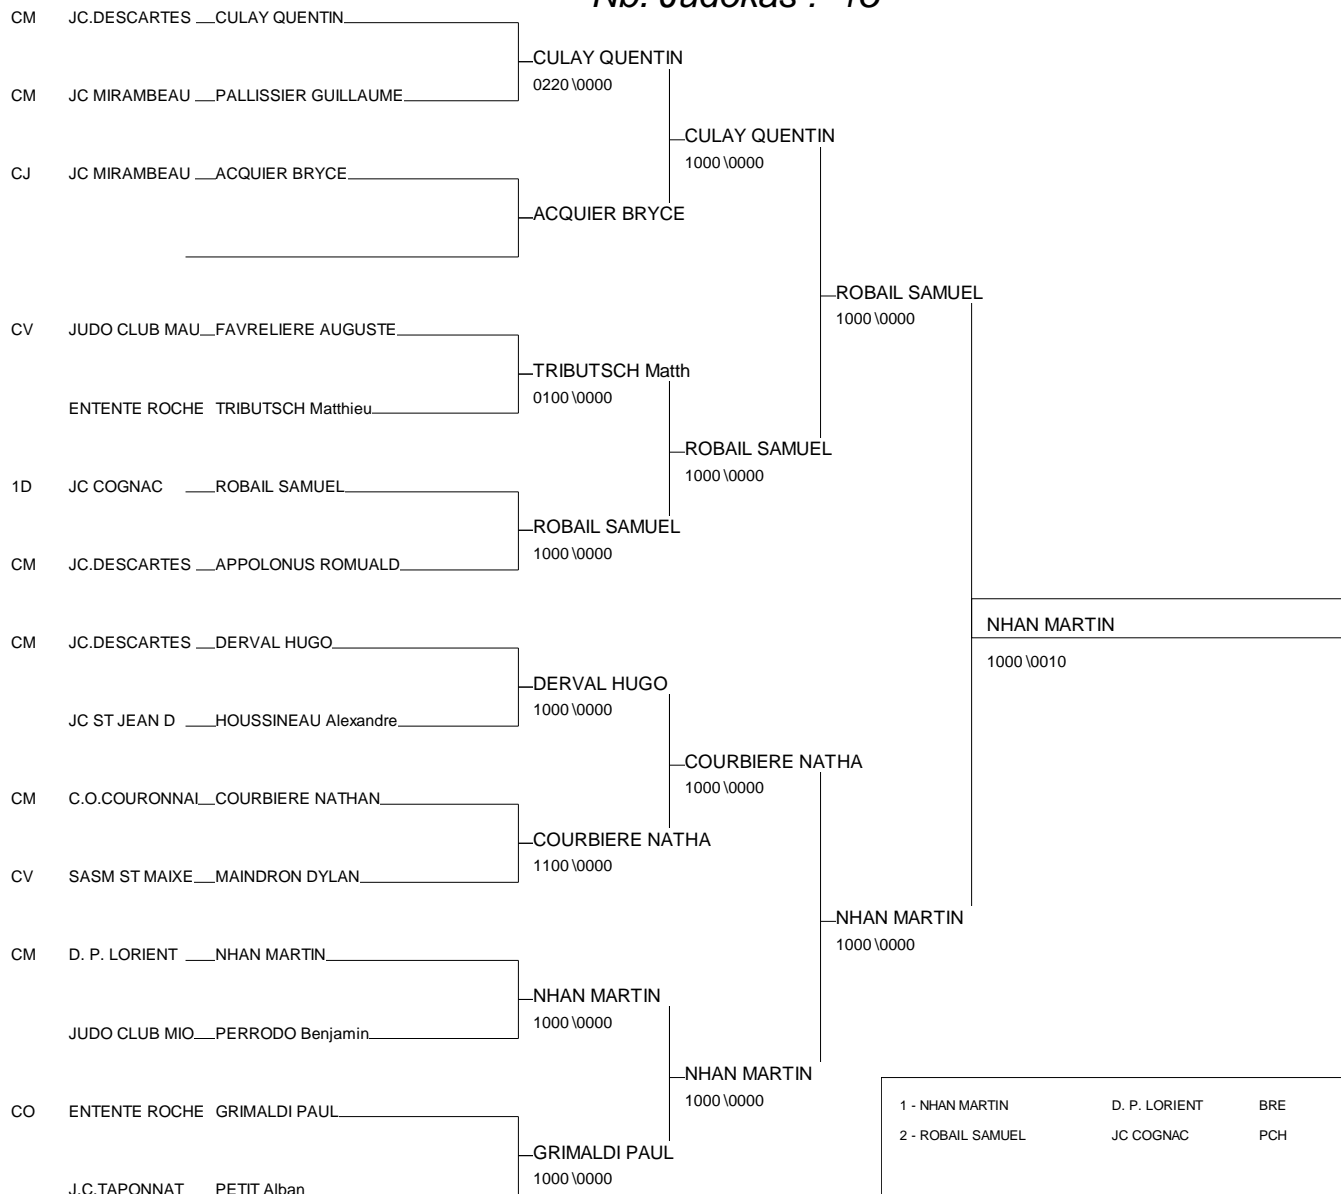 Nb. Judokas : 15
CM JC.DESCARTES CULAY QUENTIN
CULAY QUENTIN
0220 \0000
CM JC MIRAMBEAU PALLISSIER GUILLAUME
CULAY QUENTIN
1000 \0000
CJ JC MIRAMBEAU ACQUIER BRYCE
ACQUIER BRYCE
ROBAIL SAMUEL
1000 \0000
CV JUDO CLUB MAU FAVRELIERE AUGUSTE
TRIBUTSCH Matth
0100 \0000
ENTENTE ROCHE TRIBUTSCH Matthieu
ROBAIL SAMUEL
1000 \0000
1D JC COGNAC ROBAIL SAMUEL
ROBAIL SAMUEL
1000 \0000
CM JC.DESCARTES APPOLONUS ROMUALD
NHAN MARTIN
1000 \0010
CM JC.DESCARTES DERVAL HUGO
DERVAL HUGO
1000 \0000
JC ST JEAN D HOUSSINEAU Alexandre
COURBIERE NATHA
1000 \0000
CM C.O.COURONNAI COURBIERE NATHAN
COURBIERE NATHA
1100 \0000
CV SASM ST MAIXE MAINDRON DYLAN
NHAN MARTIN
1000 \0000
CM D. P. LORIENT NHAN MARTIN
NHAN MARTIN
1000 \0000
JUDO CLUB MIO PERRODO Benjamin
NHAN MARTIN
1000 \0000
CO ENTENTE ROCHE GRIMALDI PAUL
GRIMALDI PAUL
1000 \0000
J.C.TAPONNAT PETIT Alban
1 - NHAN MARTIN D. P. LORIENT BRE
2 - ROBAIL SAMUEL JC COGNAC PCH